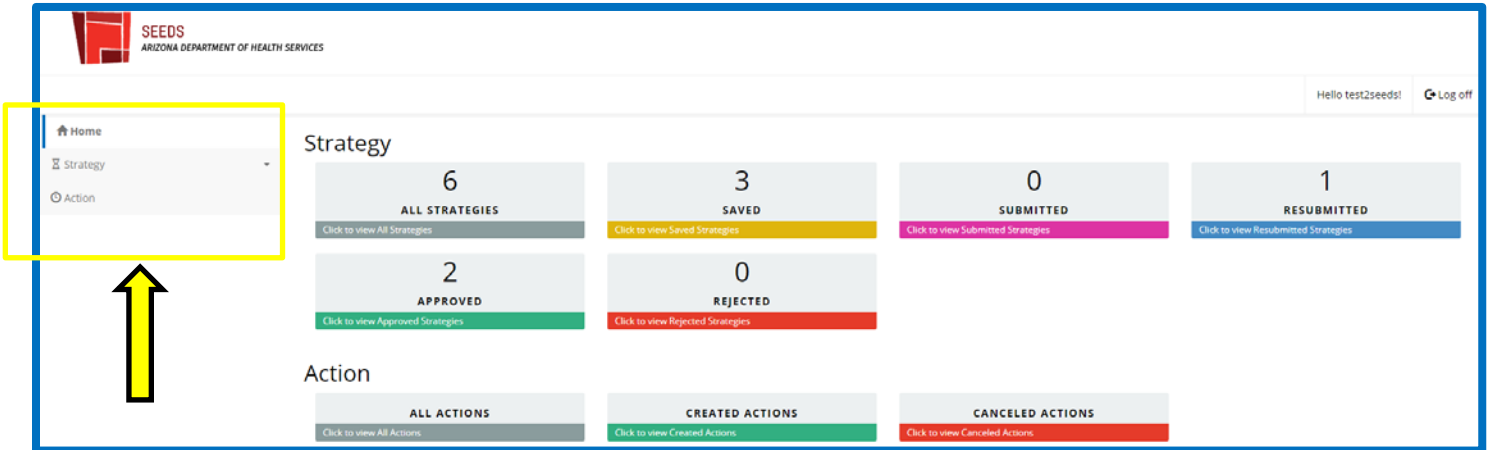 SEEDS
ARIZONA DEPARTMENT OF HEALTH SERVICES
Hello test2seeds!
Log off
Home
Strategy
Action
Strategy
6
ALL STRATEGIES
Click to view All Strategies
3
SAVED
Click to view Saved Strategies
0
SUBMITTED
Click to view Submitted Strategies
1
RESUBMITTED
Click to view Resubmitted Strategies
2
APPROVED
Click to view Approved Strategies
0
REJECTED
Click to view Rejected Strategies
Action
ALL ACTIONS
Click to view All Actions
CREATED ACTIONS
Click to view Created Actions
CANCELED ACTIONS
Click to view Canceled Actions